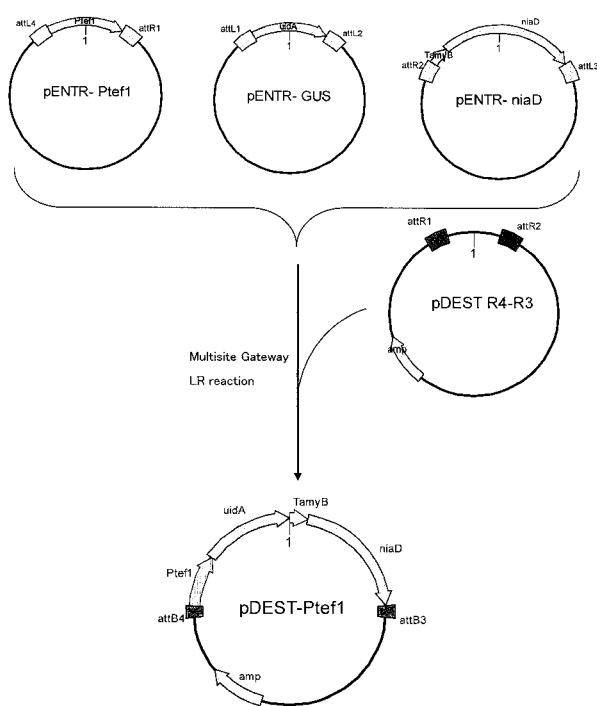 attL4
Ptef1
attR1
1
pENTR- Ptef1
attL1
uidA
attL2
1
pENTR- GUS
niaD
TamyB
attR2
attL3
1
pENTR- niaD
attR1
attR2
1
pDEST R4-R3
amp
Multisite Gateway
LR reaction
uidA
TamyB
1
niaD
Ptef1
attB4
pDEST-Ptef1
attB3
amp